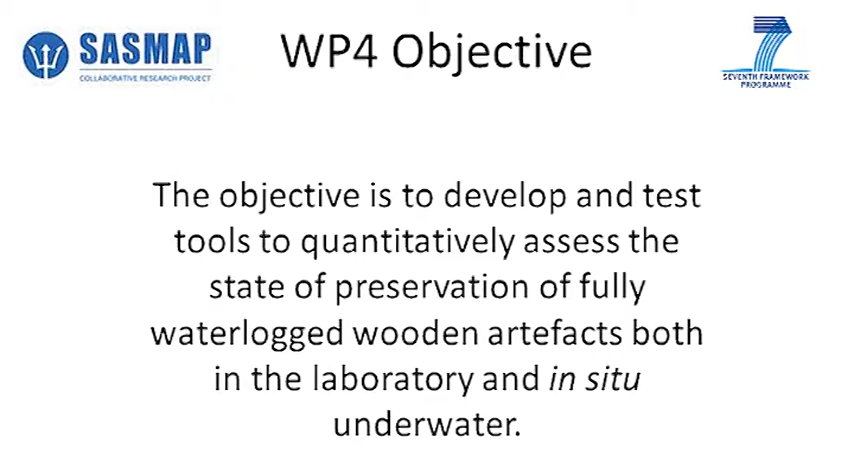 SASMAP
COLLABORATIVE RESEARCH PROJECT
WP4 Objective
7
SEVENTH FRAMEWORK
PROGRAMME
The objective is to develop and test
tools to quantitatively assess the
state of preservation of fully
waterlogged wooden artefacts both
in the laboratory and in situ
underwater.